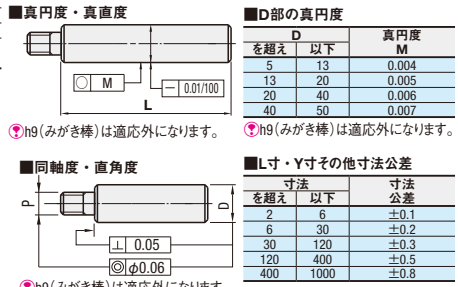 ■真円度・真直度
○ M
— 0.01/100
L
h9(みがき棒)は適応外になります。
■D部の真円度
D 真円度
を超え 以下 M
5 13 0.004
13 20 0.005
20 40 0.006
40 50 0.007
h9(みがき棒)は適応外になります。
■同軸度・直角度
P
D
⊥ 0.05
◎ φ0.06
h9(みがき棒)は適応外になります。
■L寸・Y寸その他寸法公差
寸法 寸法
を超え 以下 公差
2 6 ±0.1
6 30 ±0.2
30 120 ±0.3
120 400 ±0.5
400 1000 ±0.8